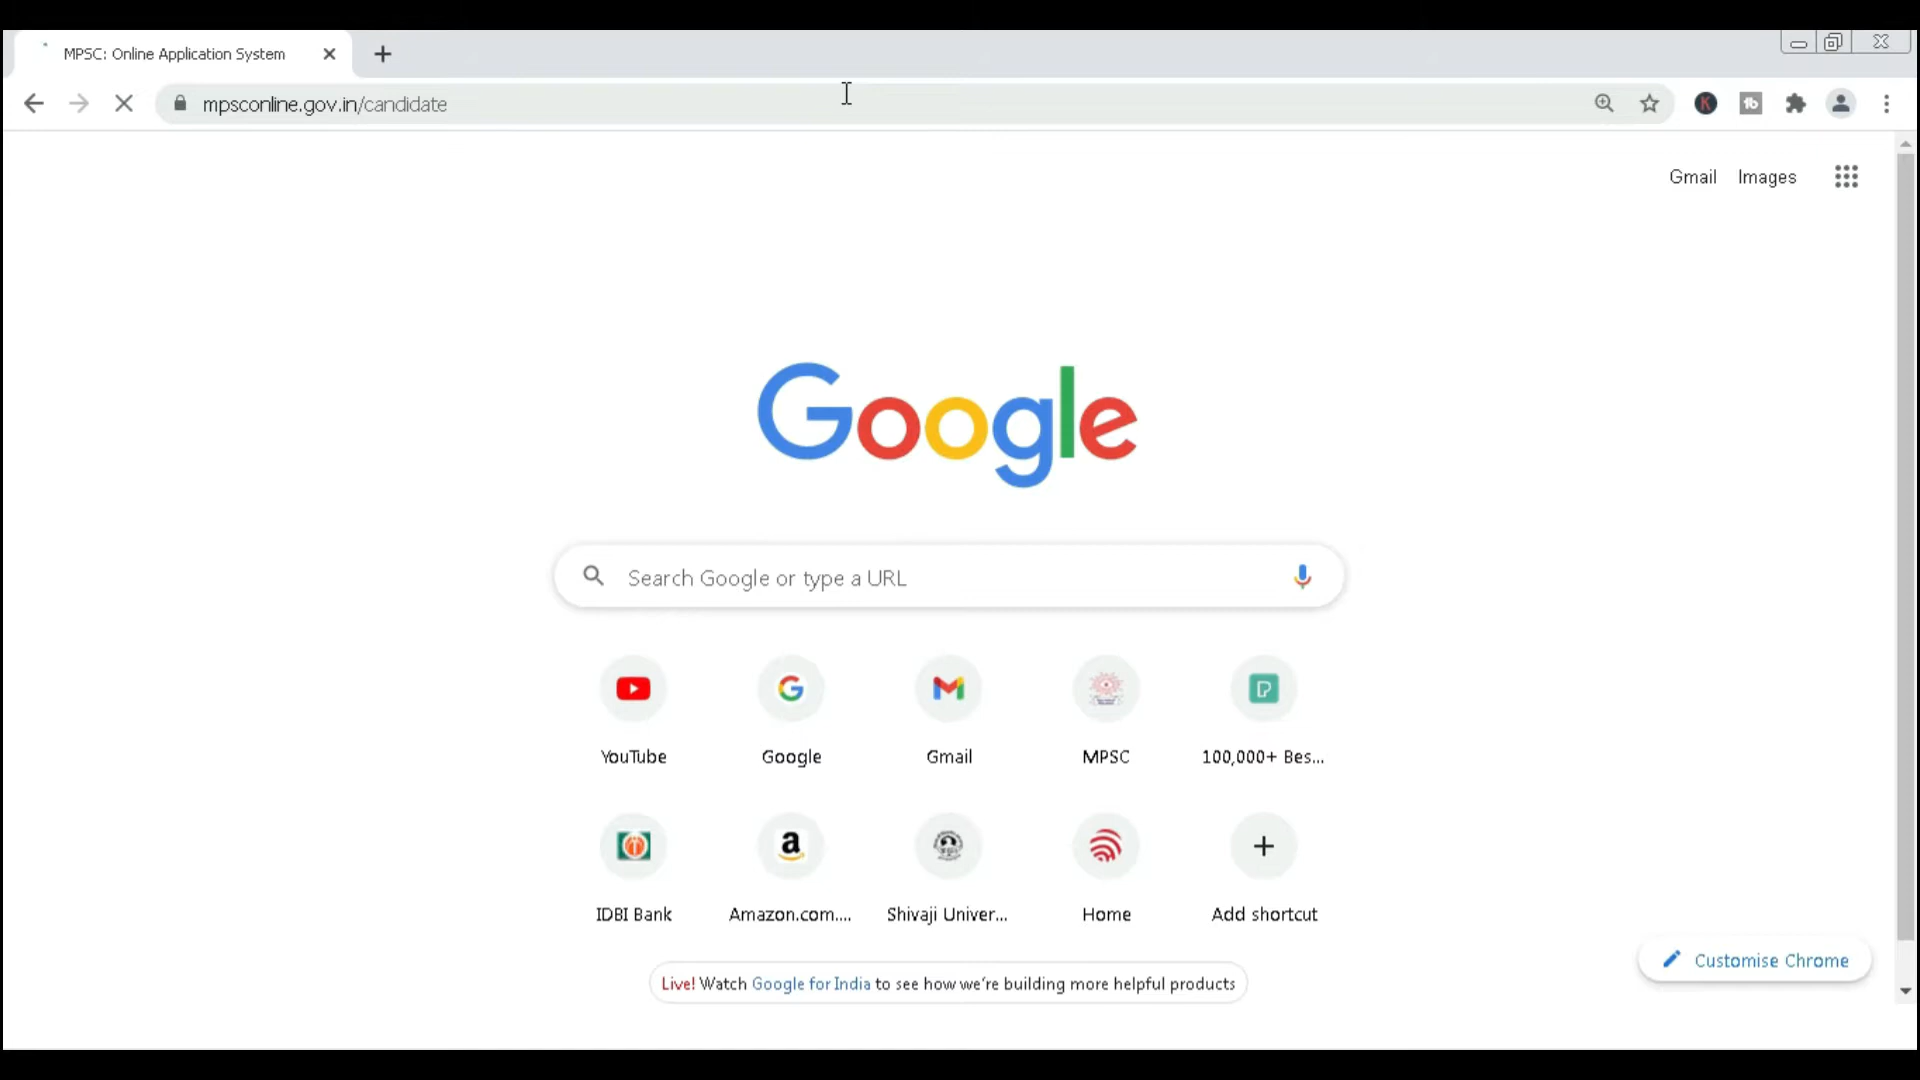 MPSC: Online Application System
mpsconline.gov.in/candidate
Gmail Images
Google
Search Google or type a URL
YouTube Google Gmail MPSC 100,000+ Bes...
IDBI Bank Amazon.com.... Shivaji Univer... Home Add shortcut
Customise Chrome
Live! Watch Google for India to see how we're building more helpful products